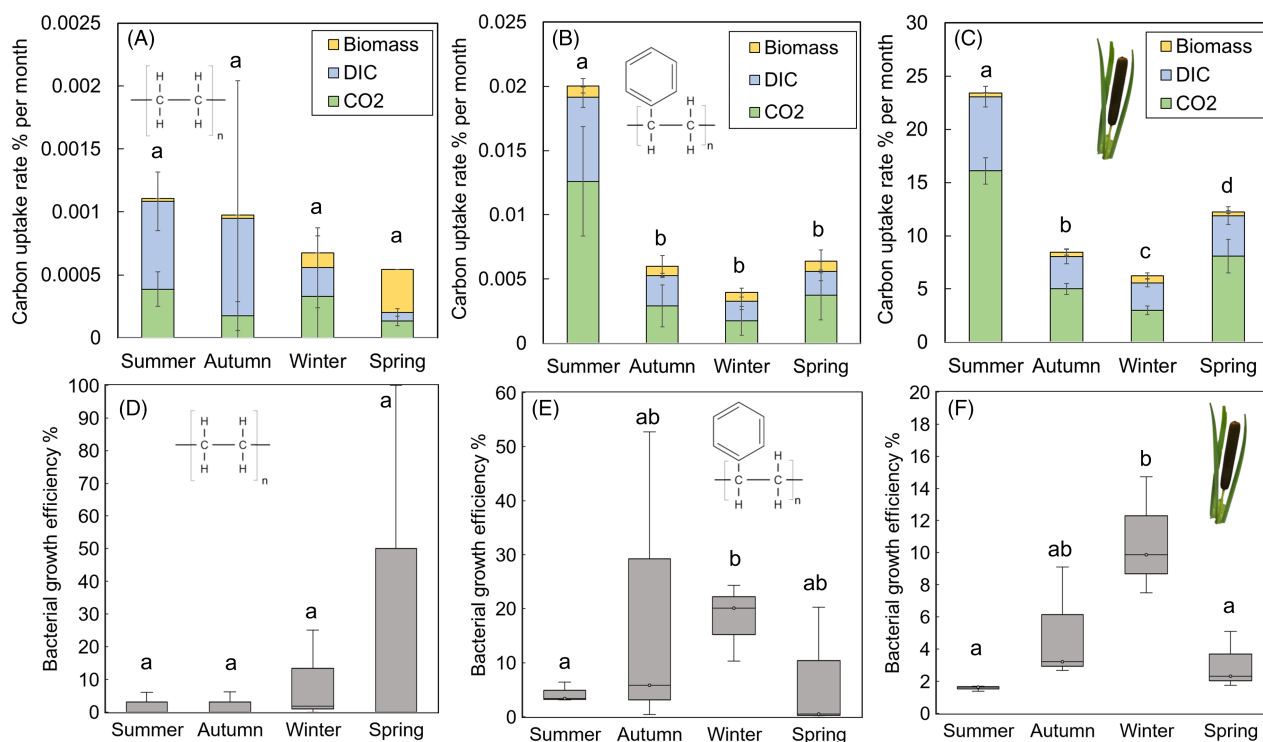 (A)
Biomass
DIC
CO2
Carbon uptake rate % per month
0.0025
0.002
0.0015
0.001
0.0005
0
H H
C C
H H
n
a a a a
Summer Autumn Winter Spring
(B)
Biomass
DIC
CO2
Carbon uptake rate % per month
0.025
0.02
0.015
0.01
0.005
0
H
C C
H H
n
a b b b
Summer Autumn Winter Spring
(C)
Biomass
DIC
CO2
Carbon uptake rate % per month
30
25
20
15
10
5
0
a b c d
Summer Autumn Winter Spring
(D)
Bacterial growth efficiency %
100
90
80
70
60
50
40
30
20
10
0
H H
C C
H H
n
a a a a
Summer Autumn Winter Spring
(E)
Bacterial growth efficiency %
60
50
40
30
20
10
0
H
C C
H H
n
a ab b ab
Summer Autumn Winter Spring
(F)
Bacterial growth efficiency %
20
18
16
14
12
10
8
6
4
2
0
a ab b a
Summer Autumn Winter Spring